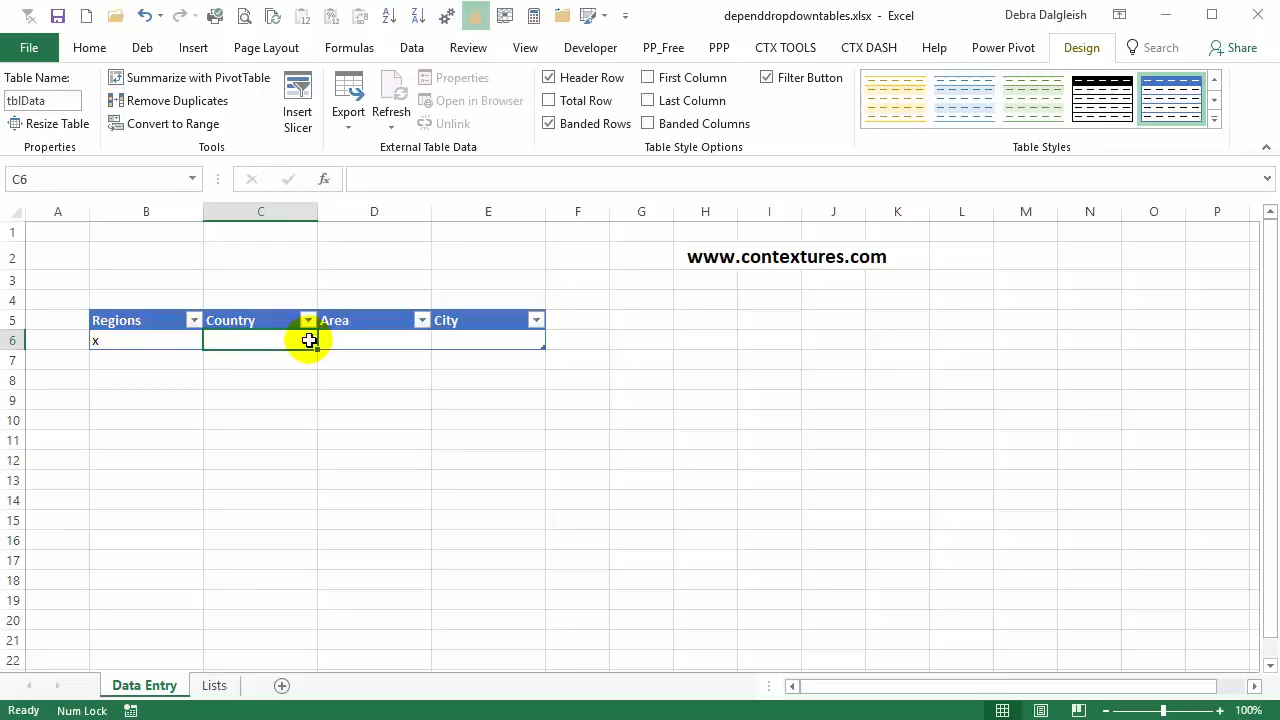 dependdropdowntables.xlsx - Excel
Debra Dalgleish
File Home Deb Insert Page Layout Formulas Data Review View Developer PP_Free PPP CTX TOOLS CTX DASH Help Power Pivot Design Search Share
Table Name:
tblData
Resize Table
Properties
Summarize with PivotTable
Remove Duplicates
Convert to Range
Tools
Insert
Slicer
Export
Refresh
Properties
Open in Browser
Unlink
External Table Data
Header Row
Total Row
Banded Rows
First Column
Last Column
Banded Columns
Filter Button
Table Style Options
Table Styles
C6
fx
A B C D E F G H I J K L M N O P
1
2 www.contextures.com
3
4
5 Regions Country Area City
6 x
7
8
9
10
11
12
13
14
15
16
17
18
19
20
21
22
Data Entry Lists
Ready Num Lock
100%